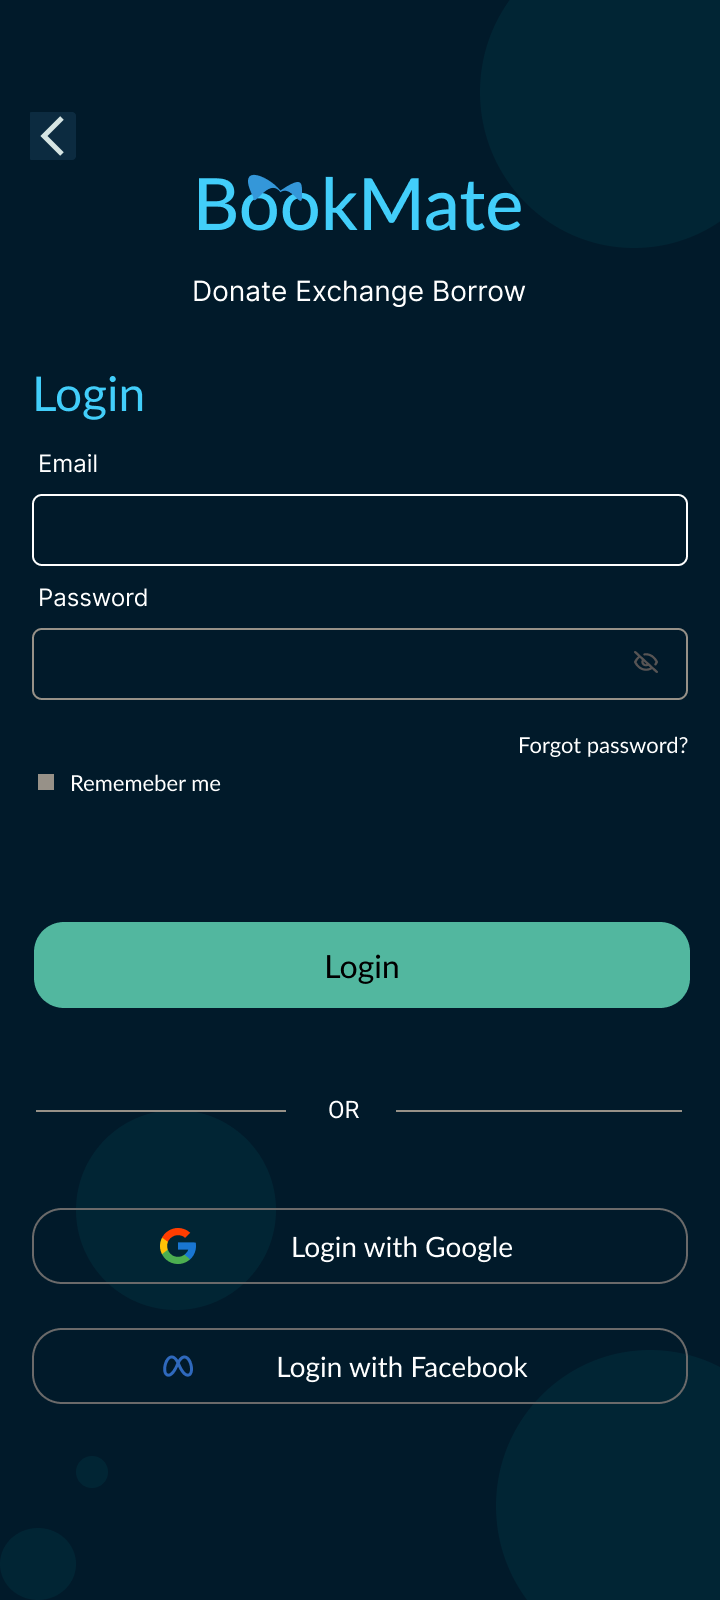 BookMate
Donate Exchange Borrow
Login
Email
Password
Forgot password?
Rememeber me
Login
OR
Login with Google
Login with Facebook